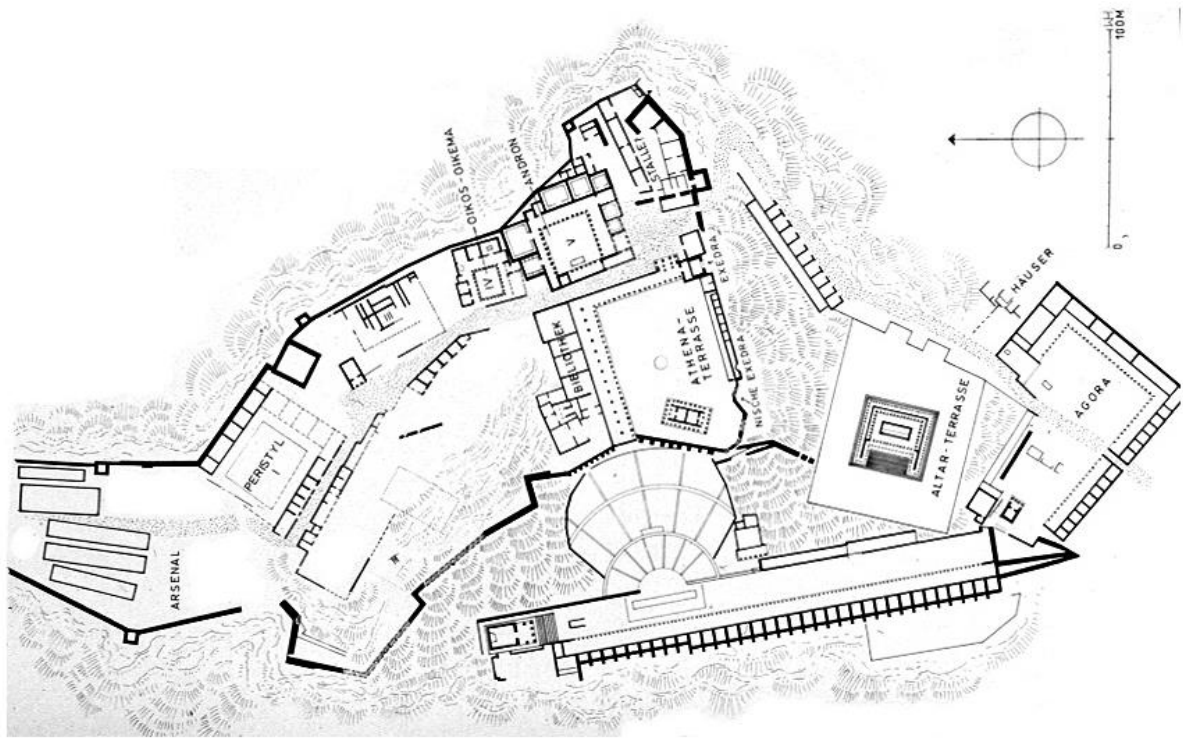 100M
0
OIKOS-OIKEMA
ANDRON
STÄLLE?
V
IV
III
EXEDRA
HÄUSER
BIBLIOTHEK
ATHENA-
TERRASSE
NISCHE EXEDRA
AGORA
PERISTYL
I
ALTAR-TERRASSE
ARSENAL